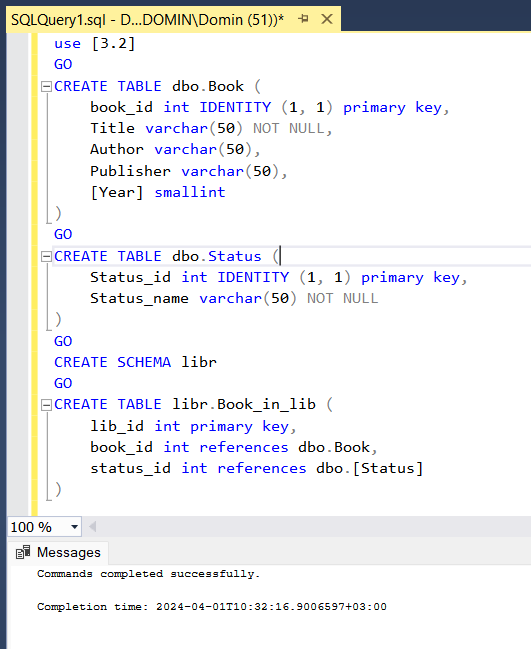 SQLQuery1.sql - D...DOMIN\Domin (51))*
use [3.2]
GO
CREATE TABLE dbo.Book (
book_id int IDENTITY (1, 1) primary key,
Title varchar(50) NOT NULL,
Author varchar(50),
Publisher varchar(50),
[Year] smallint
)
GO
CREATE TABLE dbo.Status (
Status_id int IDENTITY (1, 1) primary key,
Status_name varchar(50) NOT NULL
)
GO
CREATE SCHEMA libr
GO
CREATE TABLE libr.Book_in_lib (
lib_id int primary key,
book_id int references dbo.Book,
status_id int references dbo.[Status]
)
100 %
Messages
Commands completed successfully.
Completion time: 2024-04-01T10:32:16.9006597+03:00